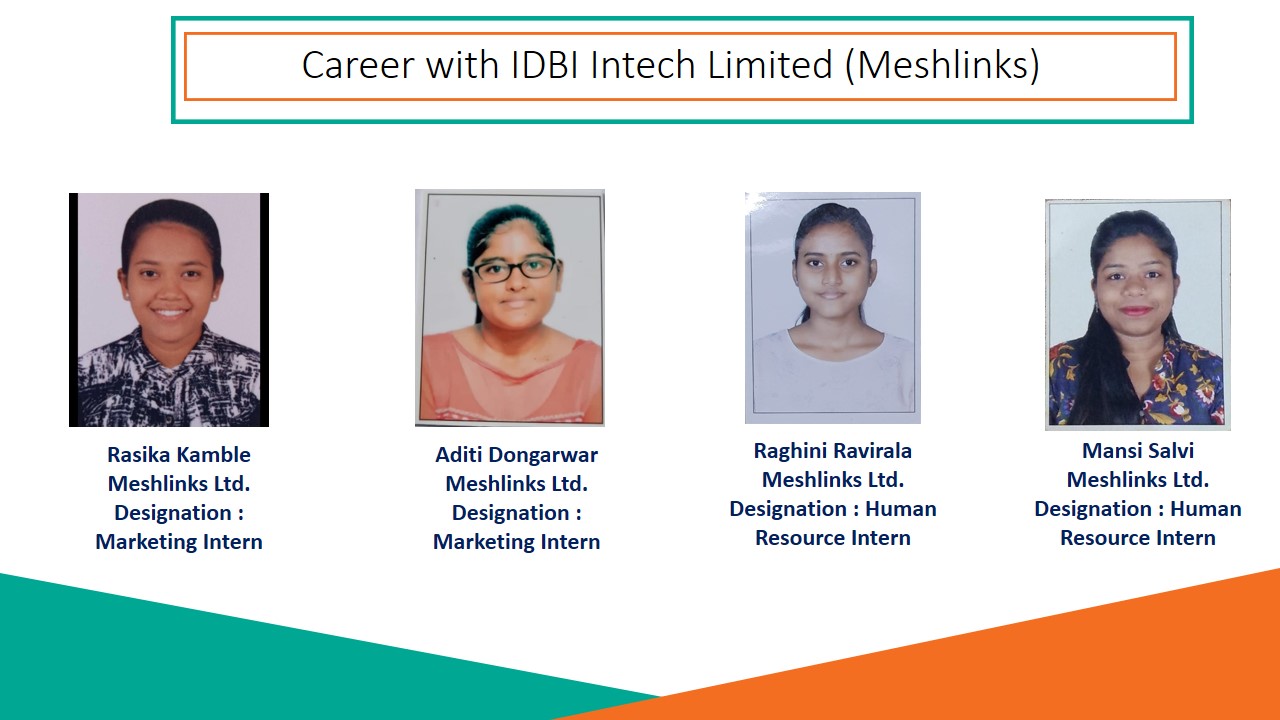 Career with IDBI Intech Limited (Meshlinks)
Rasika Kamble
Meshlinks Ltd.
Designation :
Marketing Intern
Aditi Dongarwar
Meshlinks Ltd.
Designation :
Marketing Intern
Raghini Ravirala
Meshlinks Ltd.
Designation : Human
Resource Intern
Mansi Salvi
Meshlinks Ltd.
Designation : Human
Resource Intern